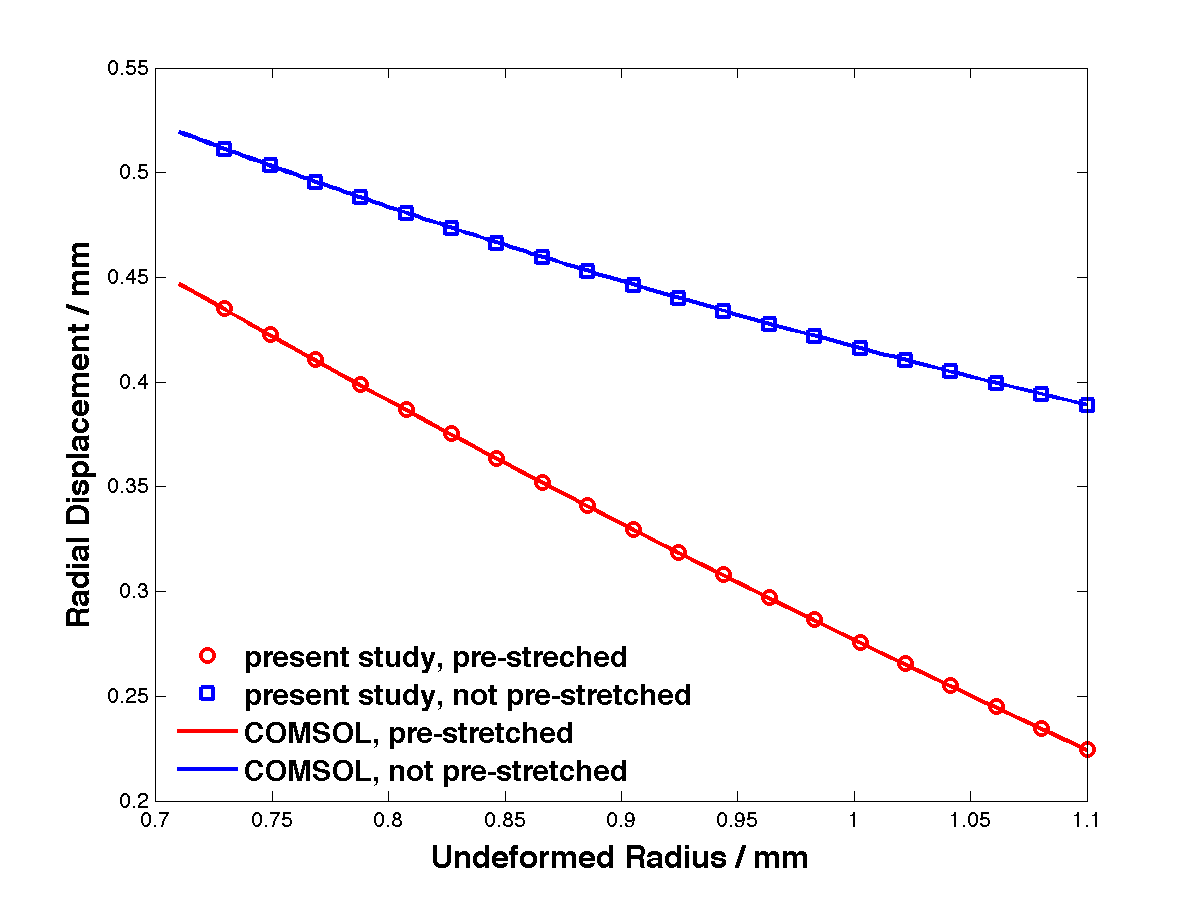 0.55
0.5
0.45
0.4
0.35
0.3
0.25
0.2
Radial Displacement / mm
present study, pre-streched
present study, not pre-stretched
COMSOL, pre-stretched
COMSOL, not pre-stretched
0.7 0.75 0.8 0.85 0.9 0.95 1 1.05 1.1
Undeformed Radius / mm